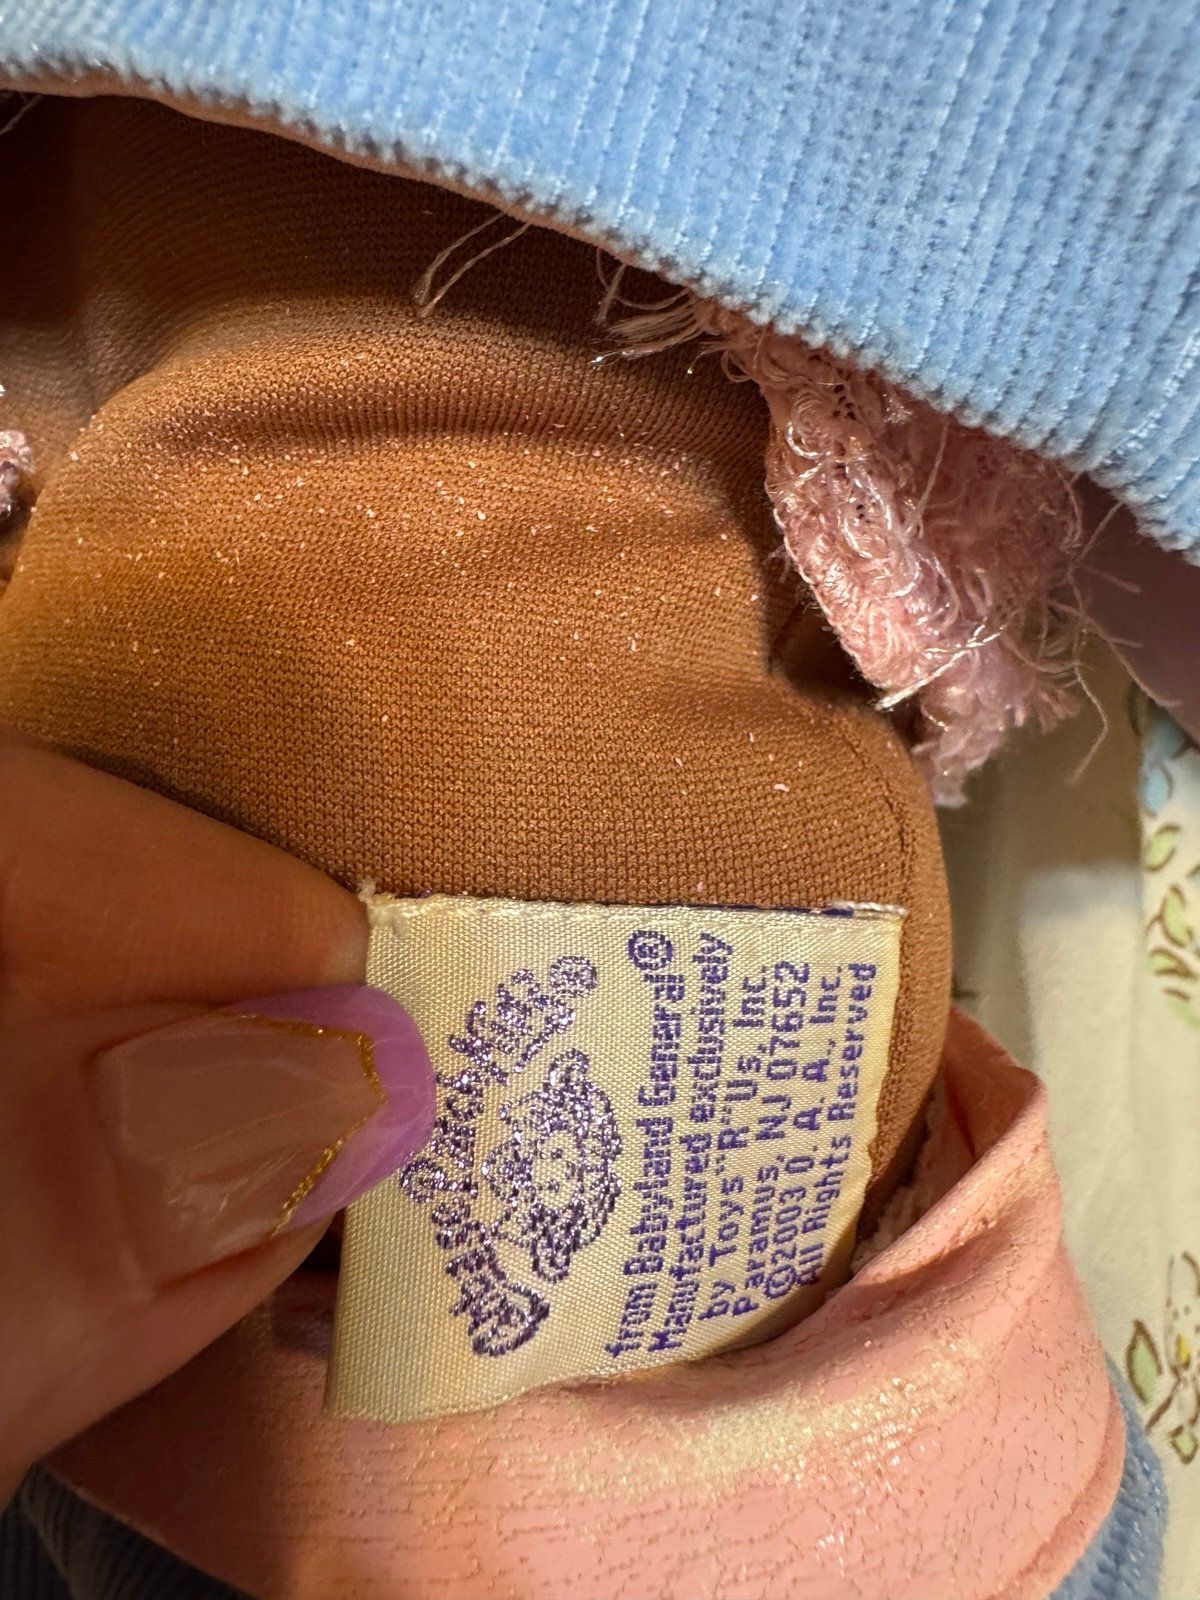 Cabbage Patch Kids®
from Babyland General®
Manufactured exclusively
by Toys "R" Us, Inc.
Paramus, NJ 07652
©2003 O. A. A., Inc.
All Rights Reserved